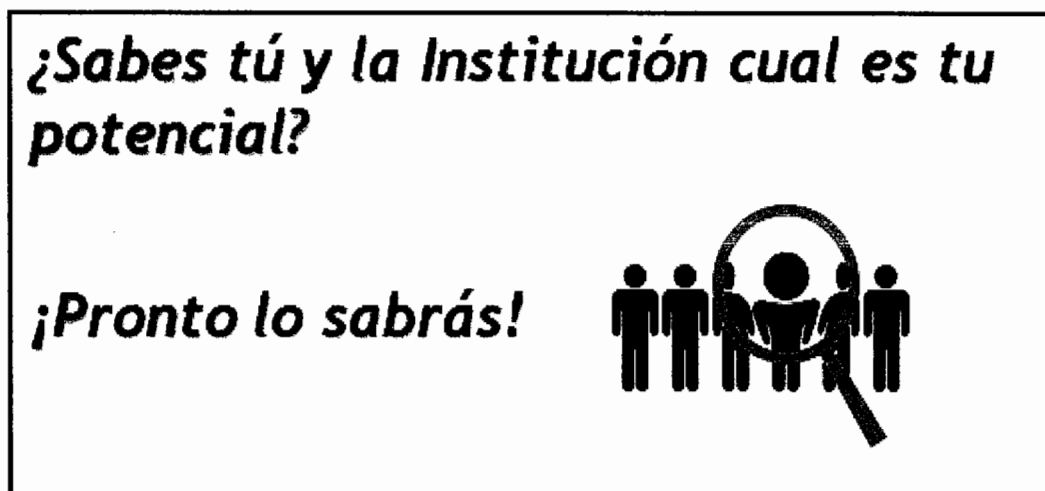 ¿Sabes tú y la Institución cual es tu
potencial?
¡Pronto lo sabrás!